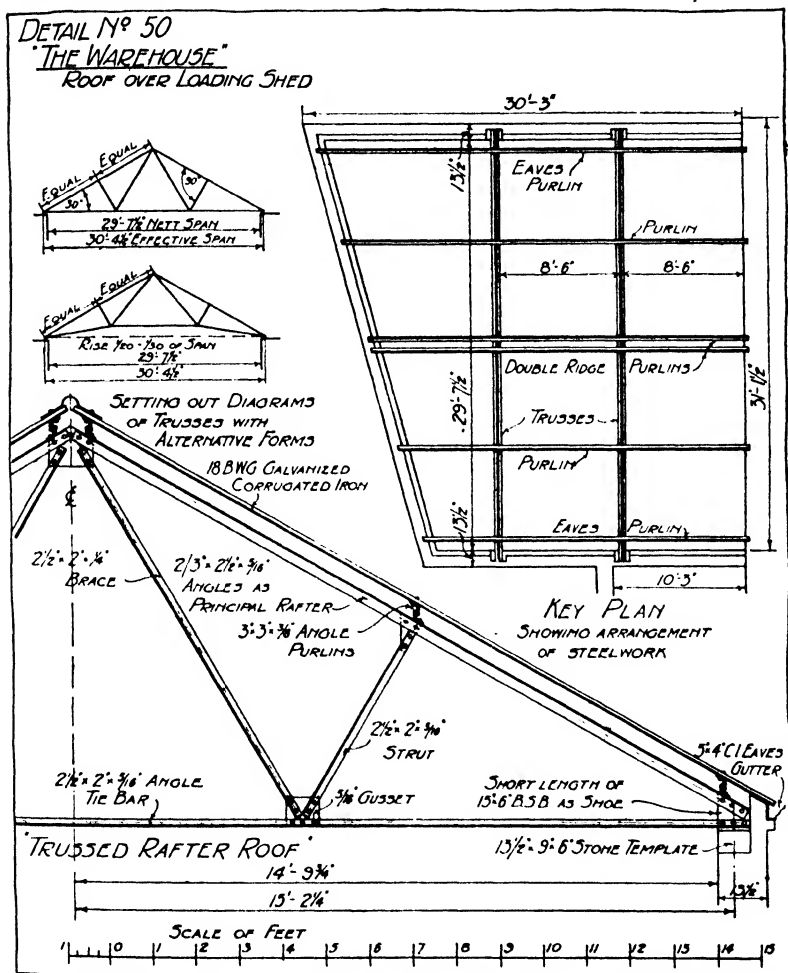 DETAIL Nº 50
"THE WAREHOUSE"
ROOF OVER LOADING SHED
EQUAL EQUAL
30°
30°
29'-7½" NETT SPAN
30'-4½" EFFECTIVE SPAN
EQUAL EQUAL
RISE 1/20 - 1/30 OF SPAN
29'-7½"
30'-4½"
SETTING OUT DIAGRAMS
OF TRUSSES WITH
ALTERNATIVE FORMS
30'-3"
13½"
EAVES
PURLIN
PURLIN
8'-6"
8'-6"
DOUBLE RIDGE PURLINS
29'-7½"
31'-1½"
TRUSSES
PURLIN
13½"
EAVES PURLIN
10'-3"
KEY PLAN
SHOWING ARRANGEMENT
OF STEELWORK
18 BWG GALVANIZED
CORRUGATED IRON
2½" × 2" × ¼"
BRACE
2/3" × 2½" × 5/16"
ANGLES AS
PRINCIPAL RAFTER
3" × 3" × 3/8" ANGLE
PURLINS
2½" × 2" × 5/16"
STRUT
5" × 4" C.I. EAVES
GUTTER
2½" × 2" × 5/16" ANGLE
TIE BAR
5/16" GUSSET
SHORT LENGTH OF
15" × 6" B.S.B. AS SHOE
"TRUSSED RAFTER ROOF"
13½" × 9" × 6" STONE TEMPLATE
14'-9¾"
13½"
15'-2¼"
SCALE OF FEET
1 0 1 2 3 4 5 6 7 8 9 10 11 12 13 14 15